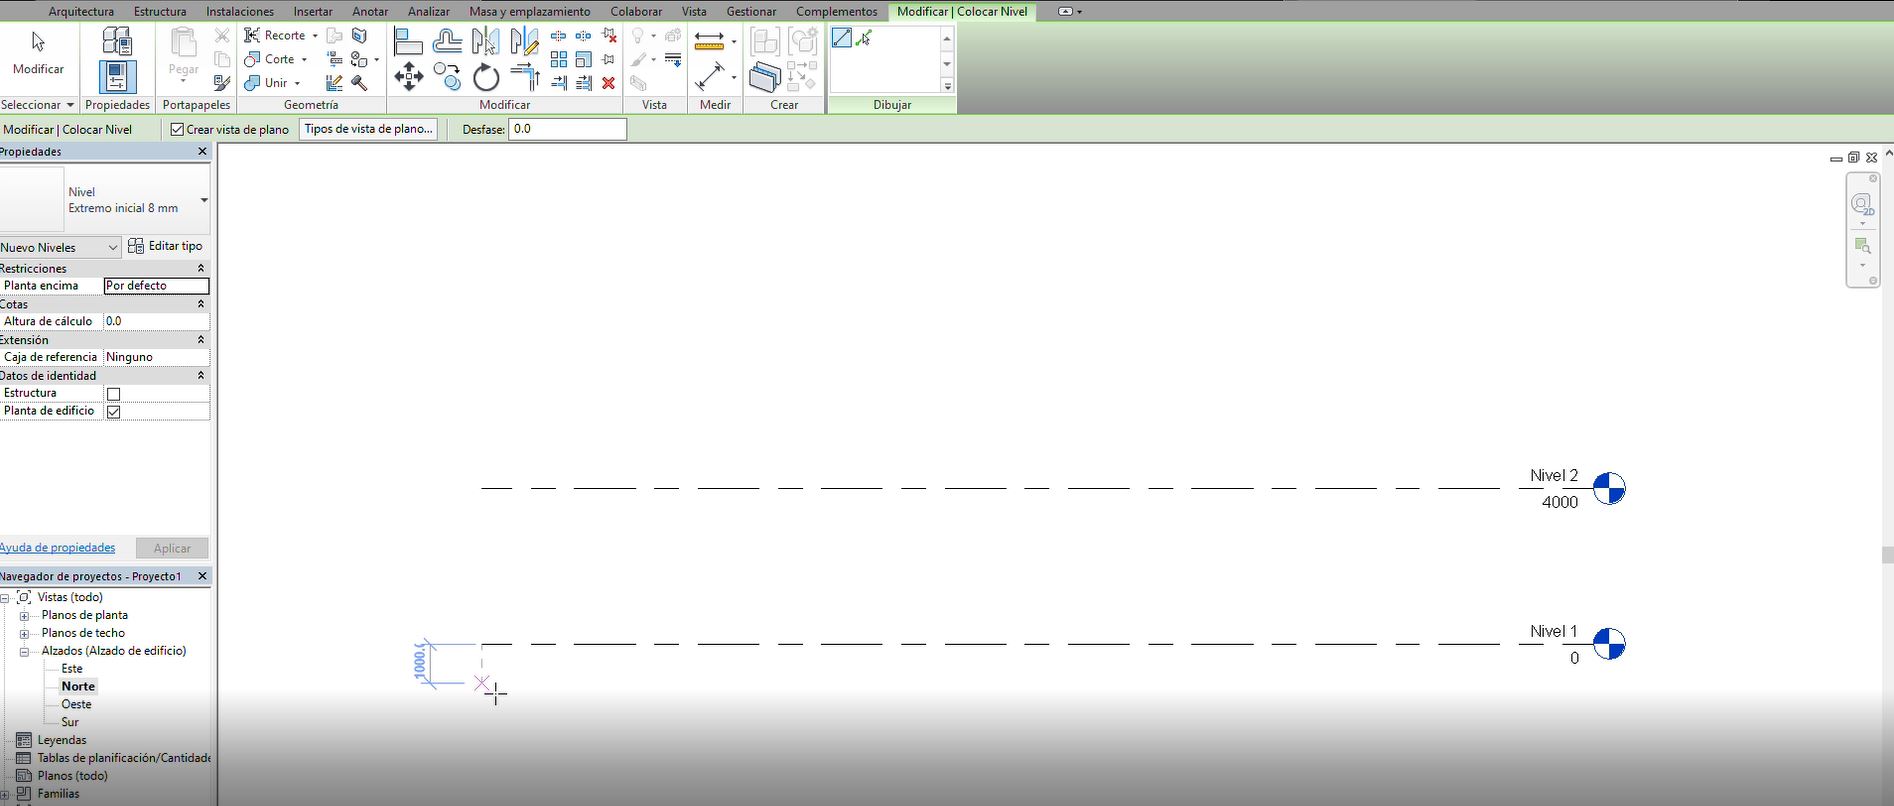 Arquitectura Estructura Instalaciones Insertar Anotar Analizar Masa y emplazamiento Colaborar Vista Gestionar Complementos Modificar | Colocar Nivel
Modificar
Pegar
Recorte
Corte
Unir
Seleccionar Propiedades Portapapeles Geometría Modificar Vista Medir Crear Dibujar
Modificar | Colocar Nivel Crear vista de plano Tipos de vista de plano... Desfase: 0.0
Propiedades
Nivel
Extremo inicial 8 mm
Nuevo Niveles Editar tipo
Restricciones
Planta encima Por defecto
Cotas
Altura de cálculo 0.0
Extensión
Caja de referencia Ninguno
Datos de identidad
Estructura
Planta de edificio
Ayuda de propiedades Aplicar
Navegador de proyectos - Proyecto1
Vistas (todo)
Planos de planta
Planos de techo
Alzados (Alzado de edificio)
Este
Norte
Oeste
Sur
Leyendas
Tablas de planificación/Cantidade
Planos (todo)
Familias
2D
Nivel 2
4000
Nivel 1
0
1000.